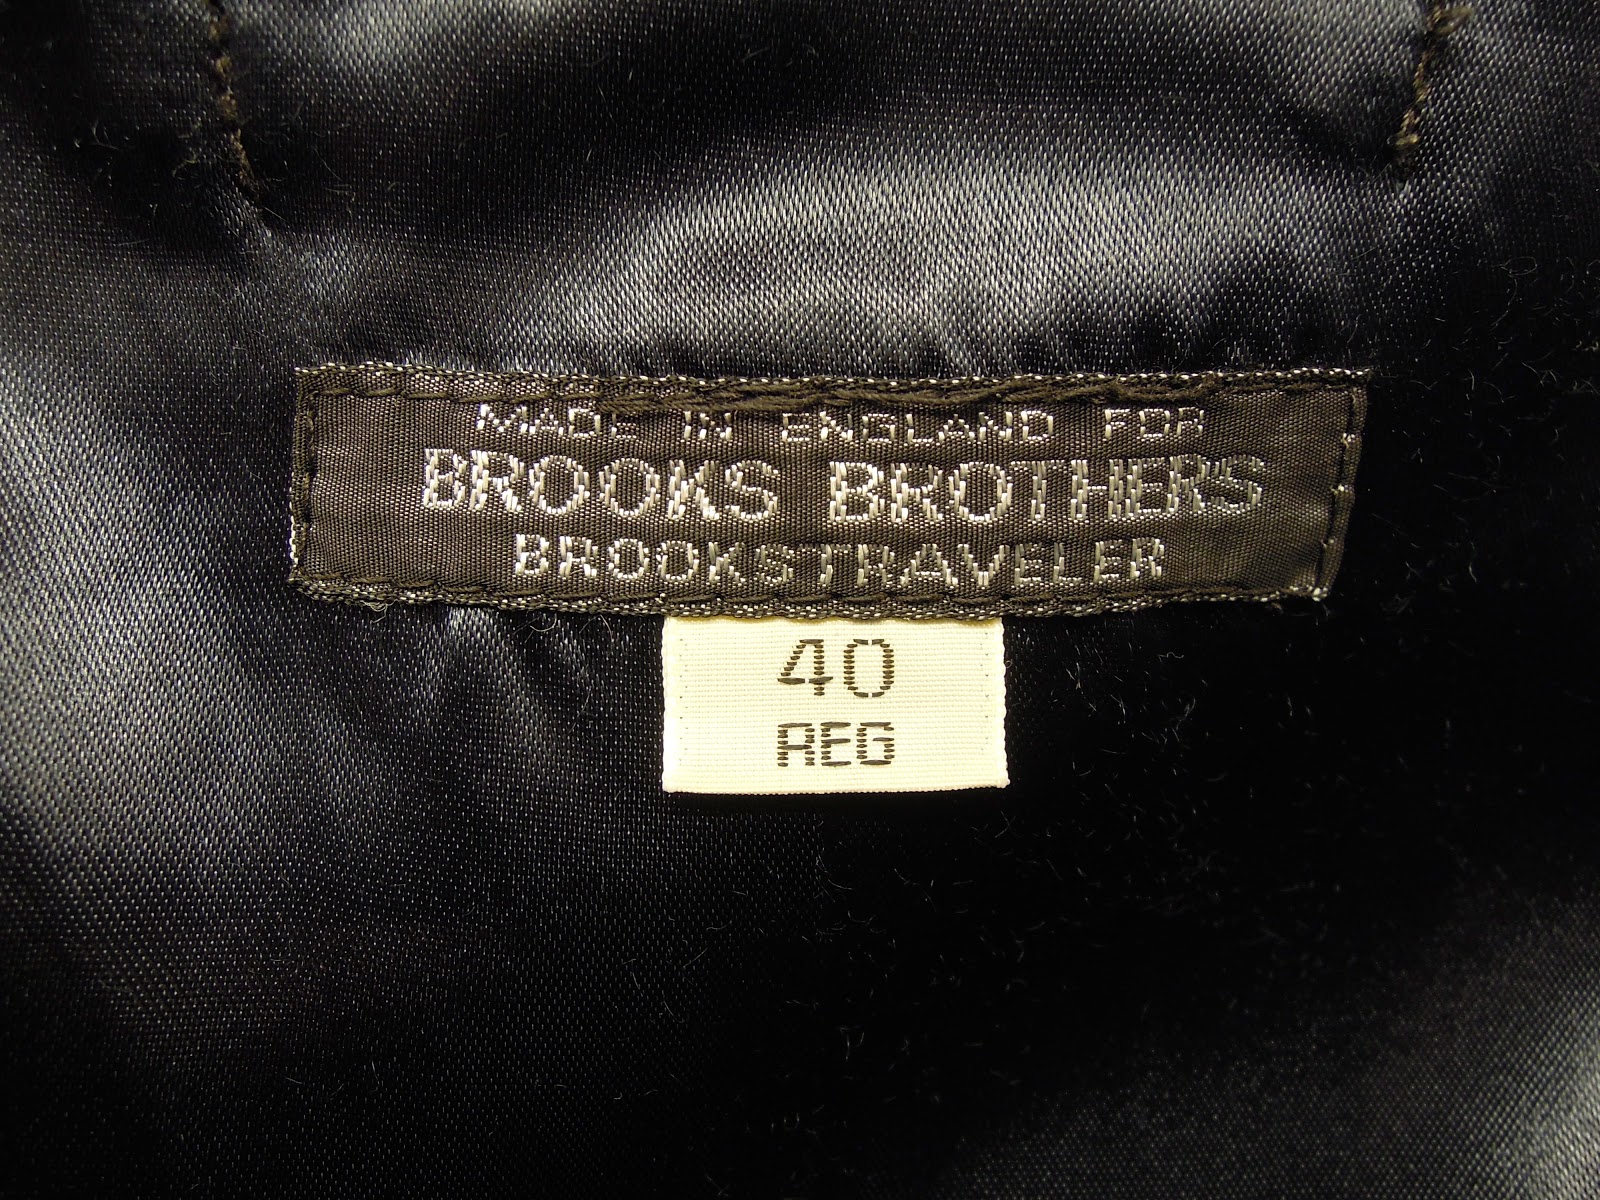 MADE IN ENGLAND FOR
BROOKS BROTHERS
BROOKSTRAVELER
40
REG